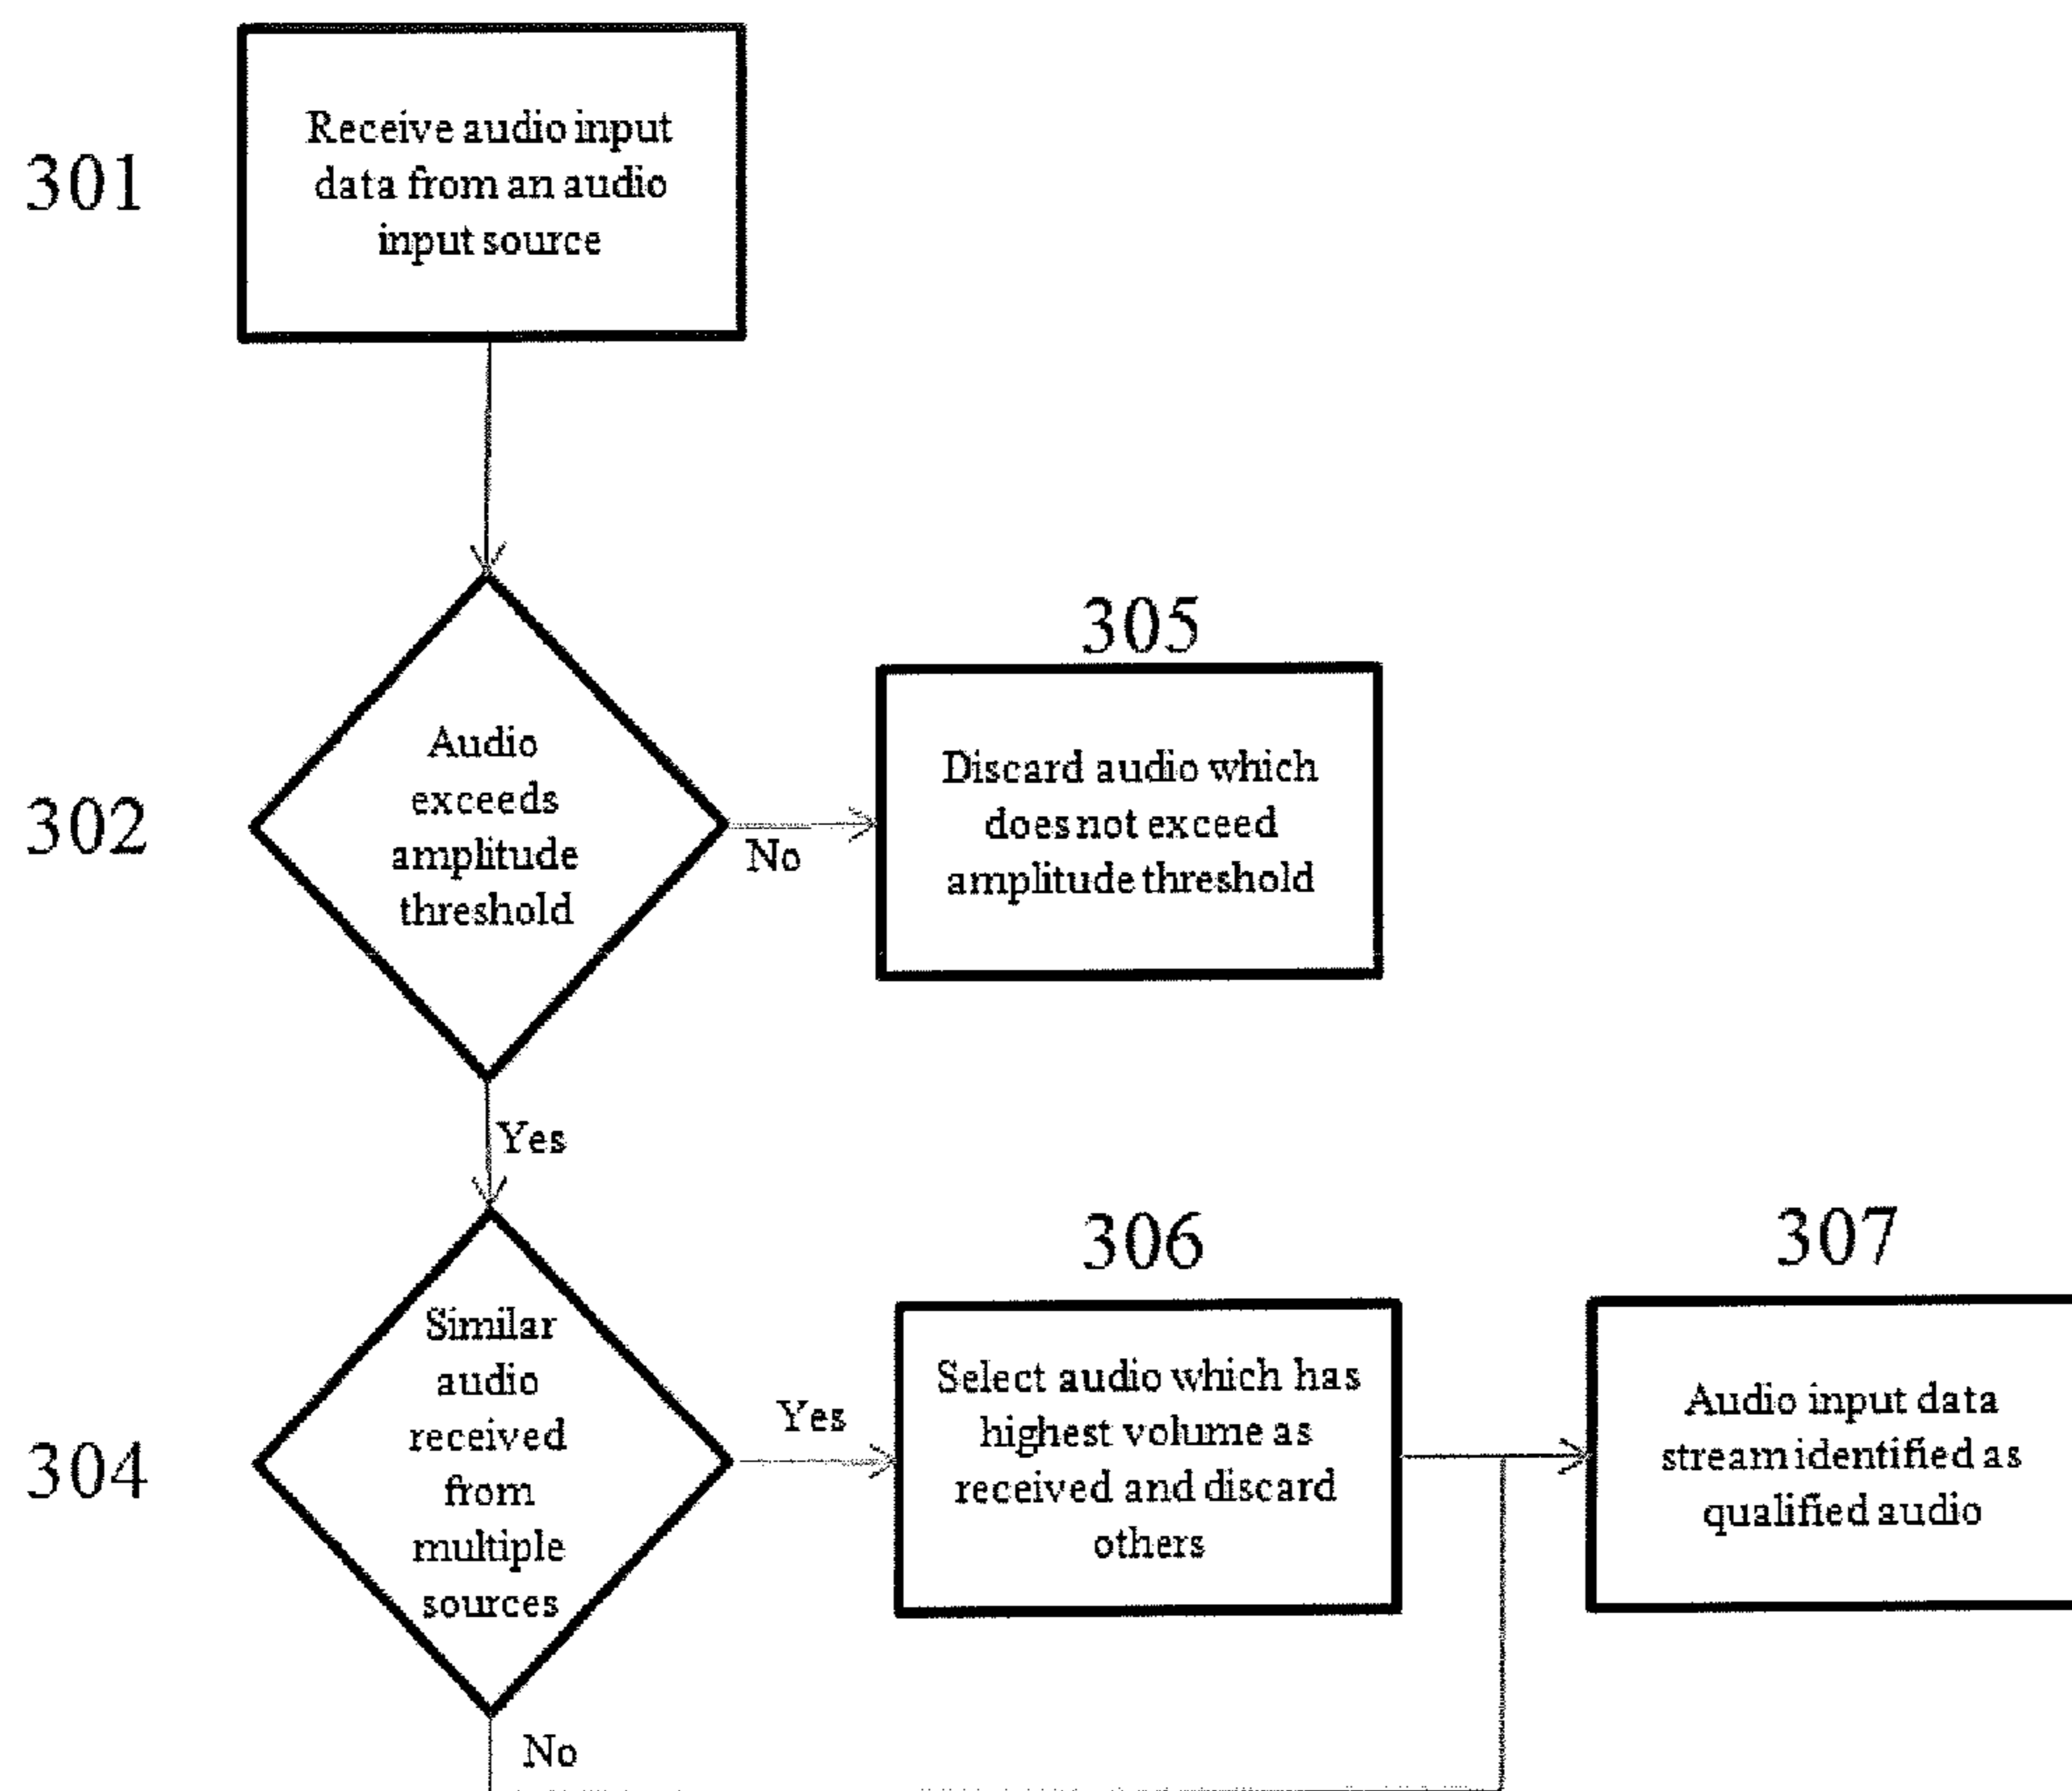 301
Receive audio input
data from an audio
input source
302
Audio
exceeds
amplitude
threshold
No
305
Discard audio which
does not exceed
amplitude threshold
Yes
304
Similar
audio
received
from
multiple
sources
Yes
306
Select audio which has
highest volume as
received and discard
others
307
Audio input data
stream identified as
qualified audio
No